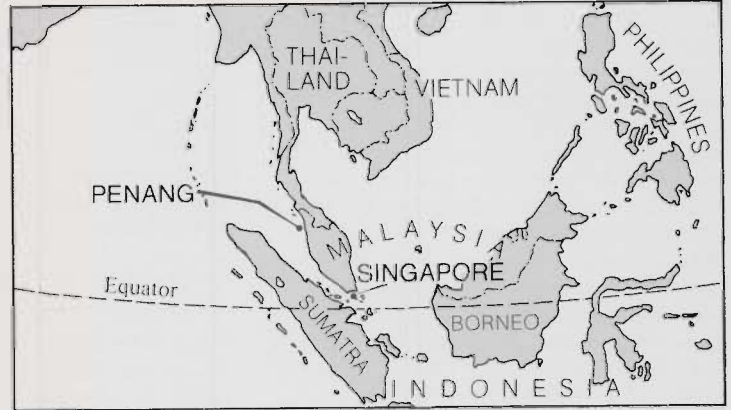 THAI-
LAND
VIETNAM
PHILIPPINES
PENANG
MALAYSIA
SINGAPORE
Equator
SUMATRA
BORNEO
INDONESIA